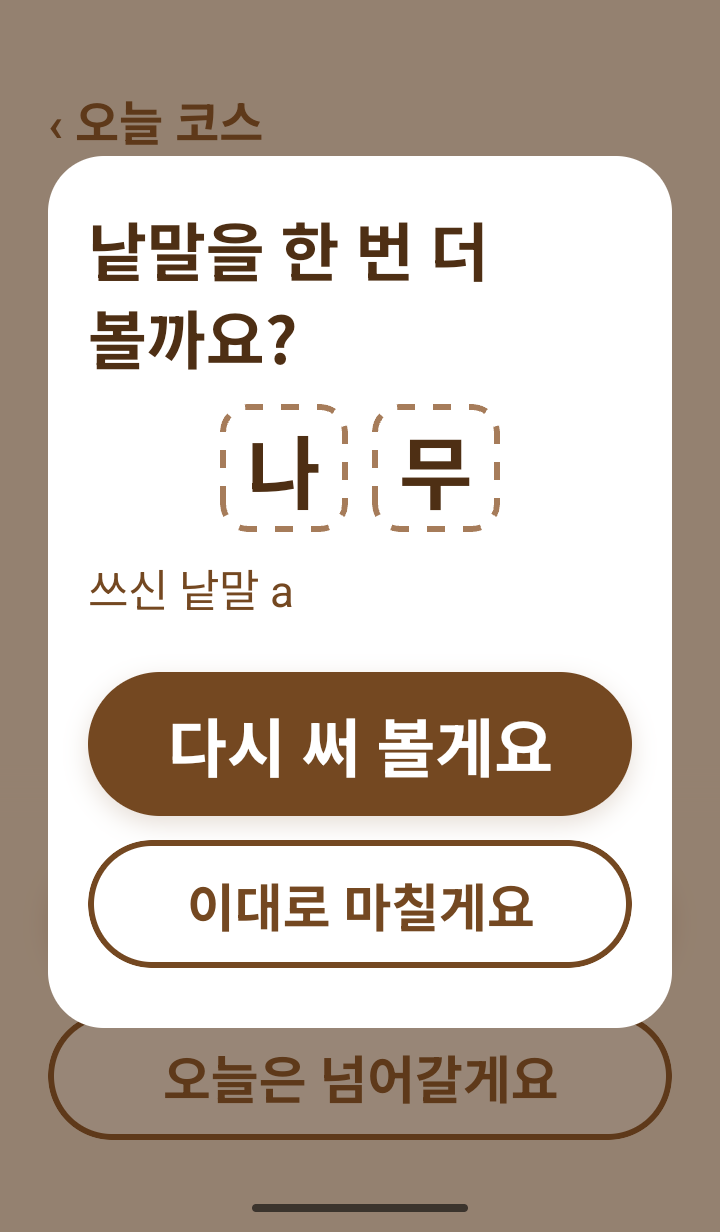 ‹ 오늘 코스
낱말을 한 번 더
볼까요?
나 무
쓰신 낱말 a
다시 써 볼게요
이대로 마칠게요
오늘은 넘어갈게요